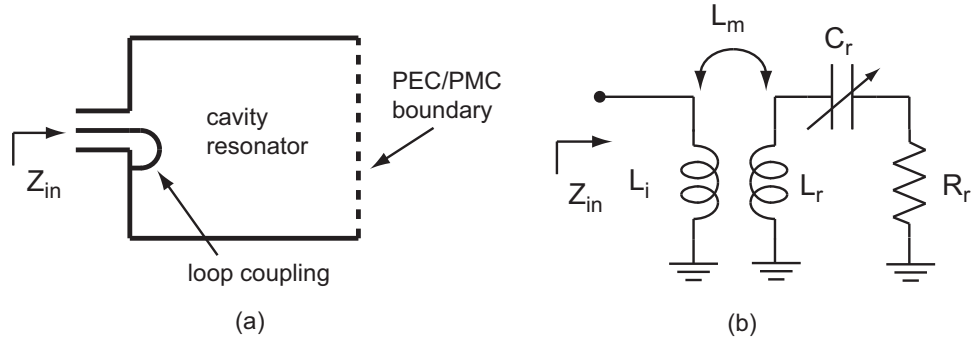 cavity
resonator
PEC/PMC
boundary
Z_in
loop coupling
(a)
L_m
C_r
Z_in
L_i
L_r
R_r
(b)